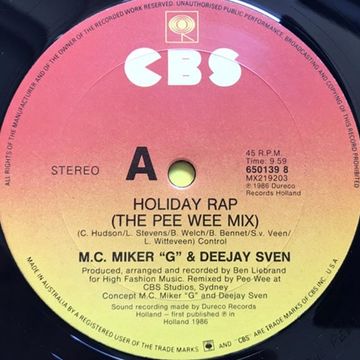 ALL RIGHTS OF THE MANUFACTURER AND OF THE OWNER OF THE RECORDED WORK RESERVED. UNAUTHORISED PUBLIC PERFORMANCE, BROADCASTING AND COPYING OF THIS RECORD PROHIBITED
CBS
STEREO
A
45 R.P.M.
Time: 9.59
650139 8
MX219203
℗ 1986 Dureco
Records Holland
HOLIDAY RAP
(THE PEE WEE MIX)
(C. Hudson/L. Stevens/B. Welch/B. Bennet/S.v. Veen/
L. Witteveen) Control
M.C. MIKER "G" & DEEJAY SVEN
Produced, arranged and recorded by Ben Liebrand
for High Fashion Music. Remixed by Pee-Wee at
CBS Studios, Sydney
Concept M.C. Miker "G" and Deejay Sven
Sound recording made by Dureco Records
Holland – first published ℗ in
Holland 1986
MADE IN AUSTRALIA BY A REGISTERED USER OF THE TRADE MARKS
AND "CBS" ARE TRADE MARKS OF CBS INC. U.S.A.